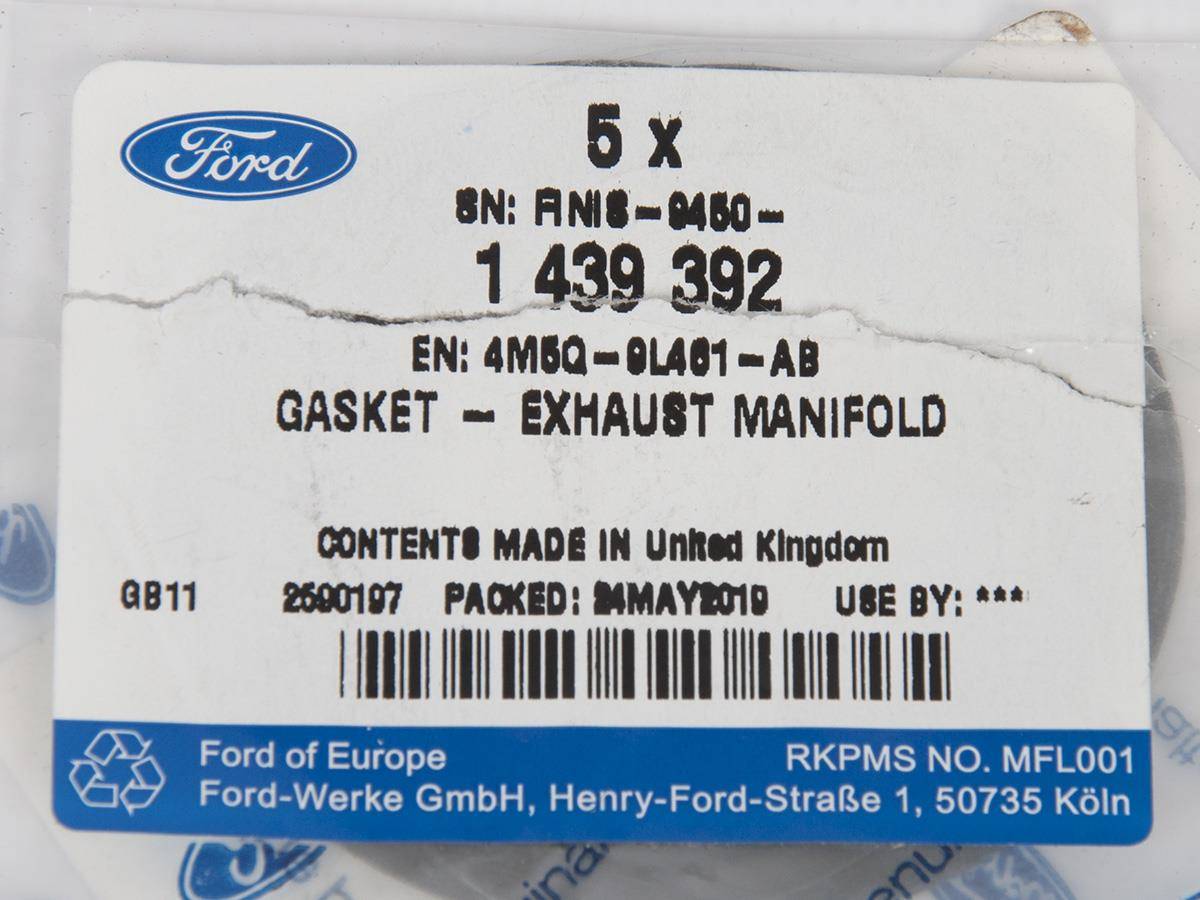 Ford
5 x
SN: FINIS-9450-
1 439 392
EN: 4M5Q-9L461-AB
GASKET - EXHAUST MANIFOLD
CONTENTS MADE IN United Kingdom
GB11 2590197 PACKED: 24MAY2019 USE BY: ***
Ford of Europe RKPMS NO. MFL001
Ford-Werke GmbH, Henry-Ford-Straße 1, 50735 Köln